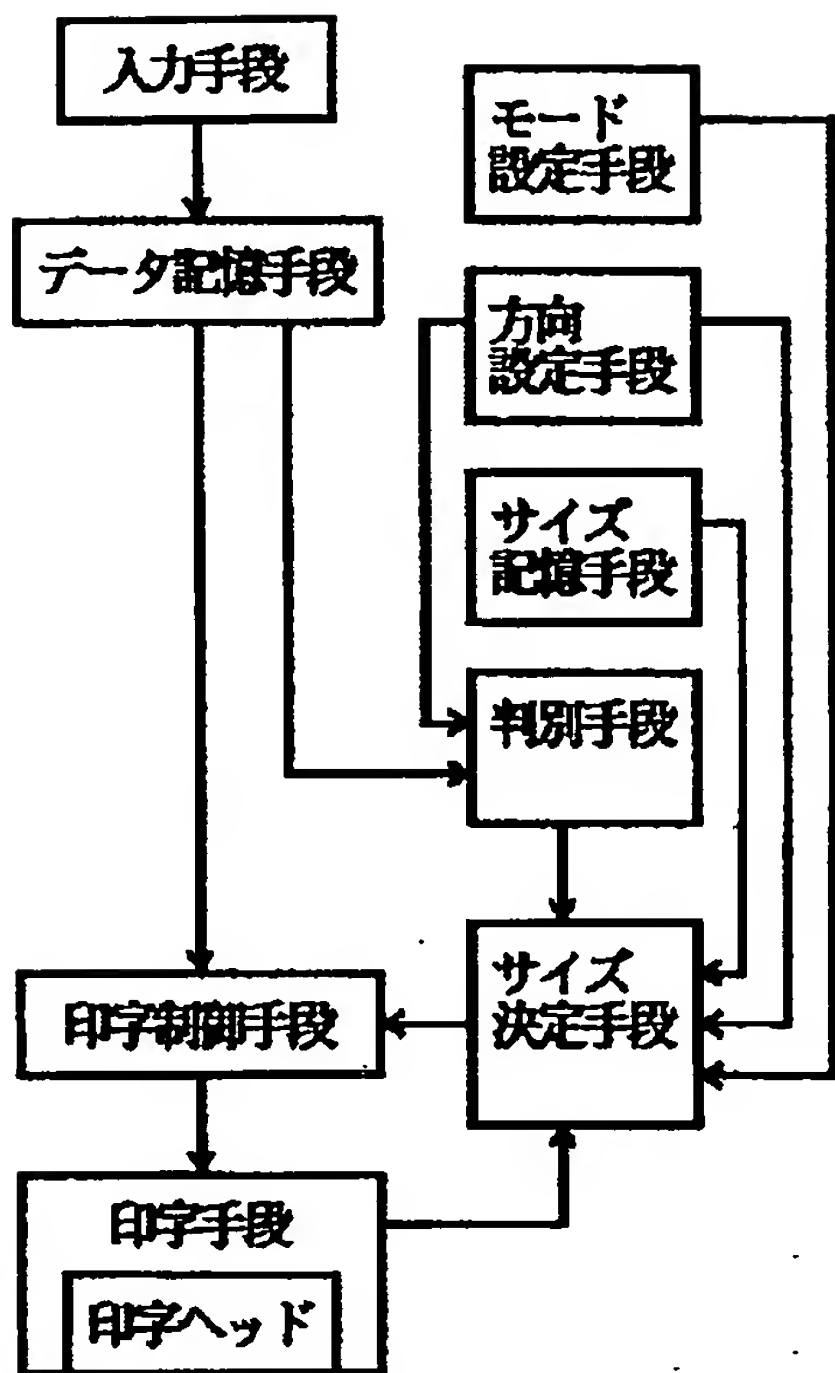 入力手段
データ記憶手段
モード
設定手段
方向
設定手段
サイズ
記憶手段
判別手段
サイズ
決定手段
印字制御手段
印字手段
印字ヘッド